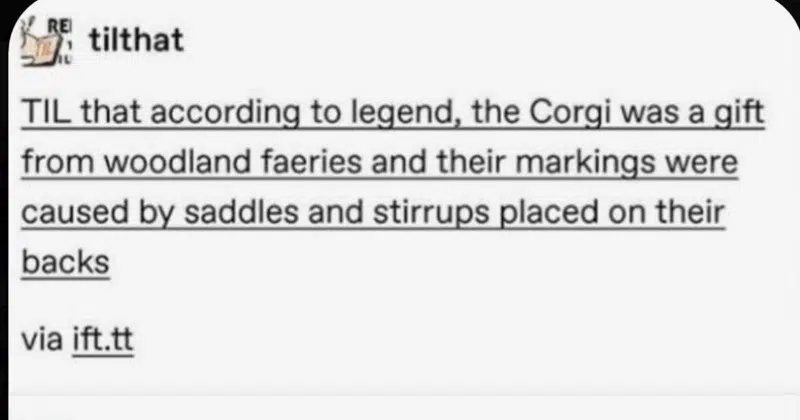 tilthat
TIL that according to legend, the Corgi was a gift
from woodland faeries and their markings were
caused by saddles and stirrups placed on their
backs
via ift.tt